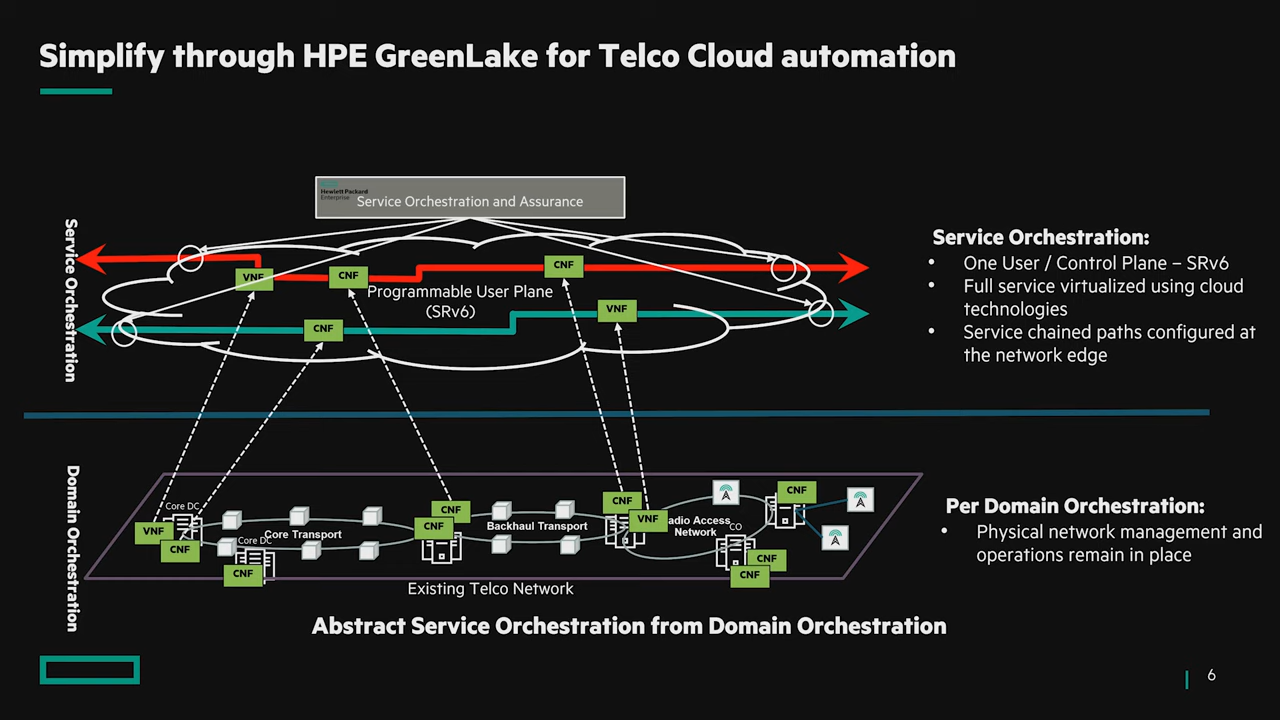 Simplify through HPE GreenLake for Telco Cloud automation
Hewlett Packard
Enterprise
Service Orchestration and Assurance
Service Orchestration
VNF
CNF
CNF
Programmable User Plane
(SRv6)
CNF
VNF
Service Orchestration:
• One User / Control Plane – SRv6
• Full service virtualized using cloud
technologies
• Service chained paths configured at
the network edge
Domain Orchestration
Core DC
VNF
CNF
Core DC
CNF
Core Transport
CNF
CNF
Backhaul Transport
CNF
VNF
adio Access
Network
CO
CNF
CNF
CNF
Existing Telco Network
Per Domain Orchestration:
• Physical network management and
operations remain in place
Abstract Service Orchestration from Domain Orchestration
6